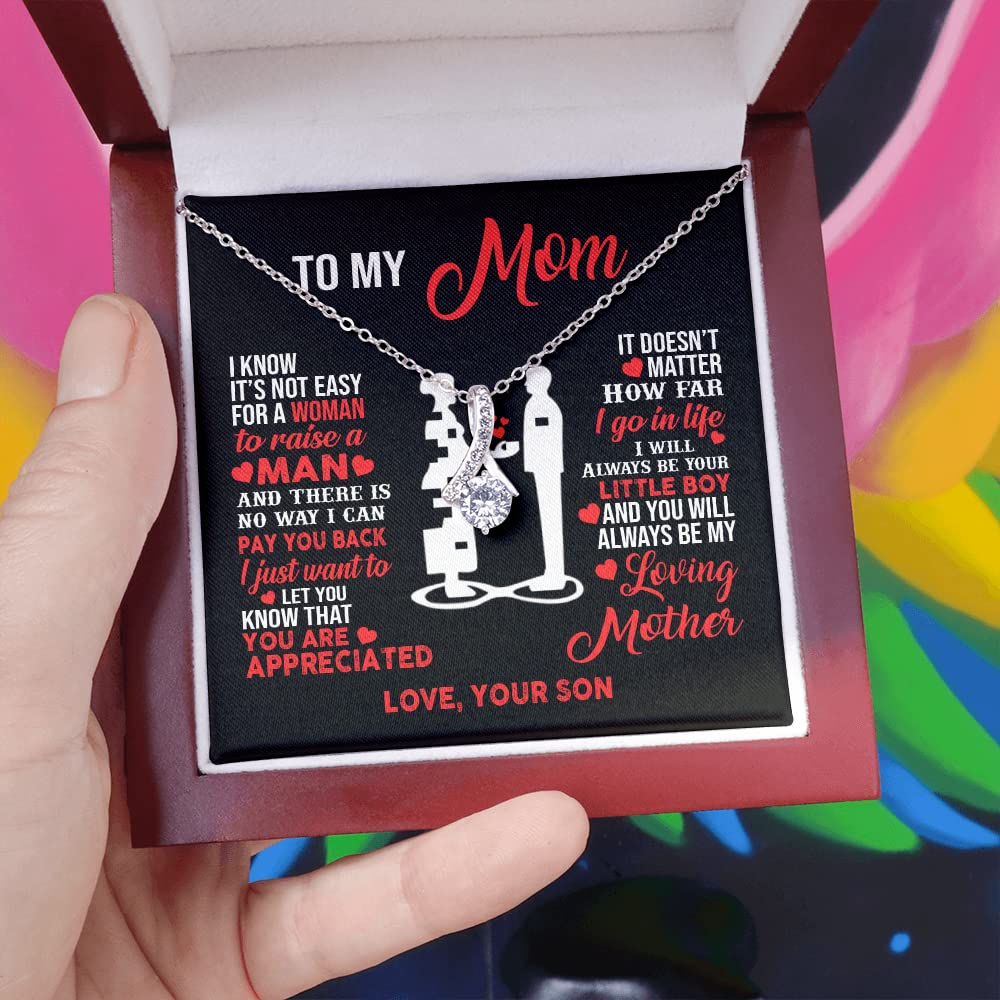 TO MY Mom
I KNOW
IT'S NOT EASY
FOR A WOMAN
to raise a
MAN
AND THERE IS
NO WAY I CAN
PAY YOU BACK
I just want to
LET YOU
KNOW THAT
YOU ARE
APPRECIATED
IT DOESN'T
MATTER
HOW FAR
I go in life
I WILL
ALWAYS BE YOUR
LITTLE BOY
AND YOU WILL
ALWAYS BE MY
Loving
Mother
LOVE, YOUR SON